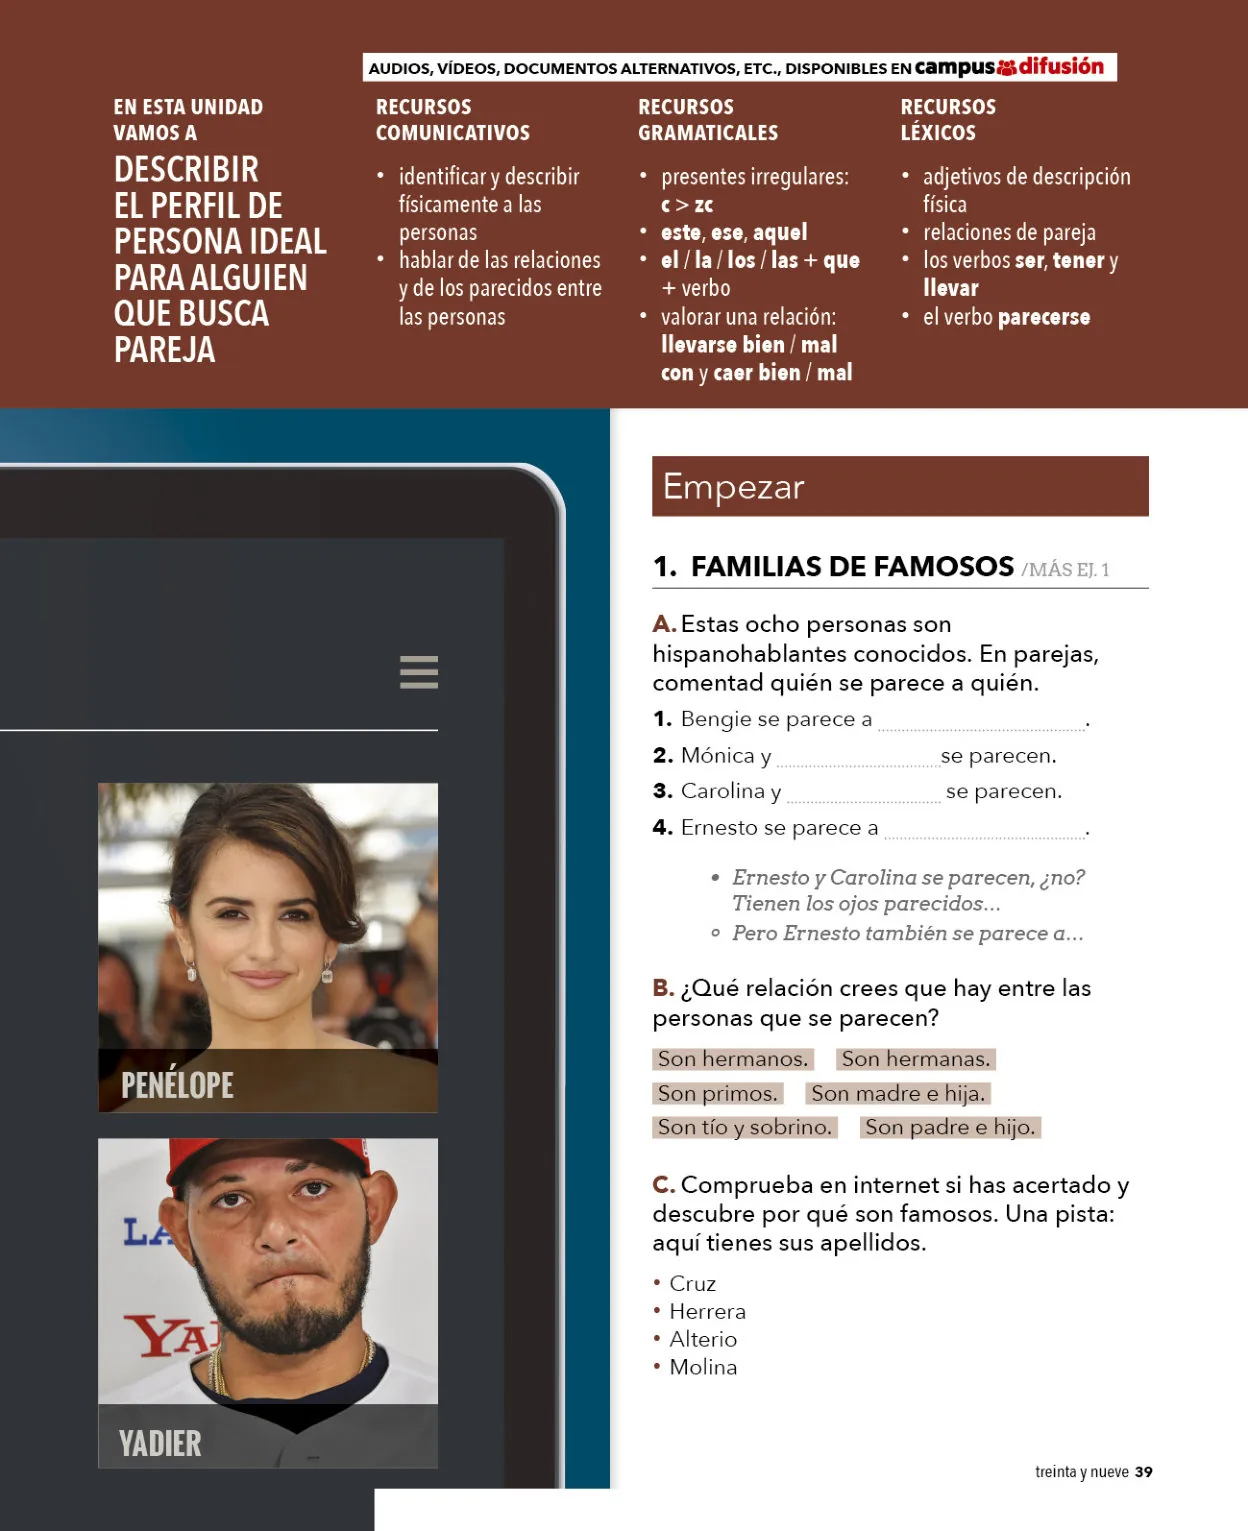 AUDIOS, VÍDEOS, DOCUMENTOS ALTERNATIVOS, ETC., DISPONIBLES EN campus difusión
EN ESTA UNIDAD
VAMOS A
DESCRIBIR
EL PERFIL DE
PERSONA IDEAL
PARA ALGUIEN
QUE BUSCA
PAREJA
RECURSOS
COMUNICATIVOS
• identificar y describir
físicamente a las
personas
• hablar de las relaciones
y de los parecidos entre
las personas
RECURSOS
GRAMATICALES
• presentes irregulares:
c > zc
• este, ese, aquel
• el / la / los / las + que
+ verbo
• valorar una relación:
llevarse bien / mal
con y caer bien / mal
RECURSOS
LÉXICOS
• adjetivos de descripción
física
• relaciones de pareja
• los verbos ser, tener y
llevar
• el verbo parecerse
PENÉLOPE
LA
YA
YADIER
Empezar
1. FAMILIAS DE FAMOSOS /MÁS EJ. 1
A. Estas ocho personas son
hispanohablantes conocidos. En parejas,
comentad quién se parece a quién.
1. Bengie se parece a .
2. Mónica y se parecen.
3. Carolina y se parecen.
4. Ernesto se parece a .
• Ernesto y Carolina se parecen, ¿no?
Tienen los ojos parecidos...
○ Pero Ernesto también se parece a...
B. ¿Qué relación crees que hay entre las
personas que se parecen?
Son hermanos. Son hermanas.
Son primos. Son madre e hija.
Son tío y sobrino. Son padre e hijo.
C. Comprueba en internet si has acertado y
descubre por qué son famosos. Una pista:
aquí tienes sus apellidos.
• Cruz
• Herrera
• Alterio
• Molina
treinta y nueve 39